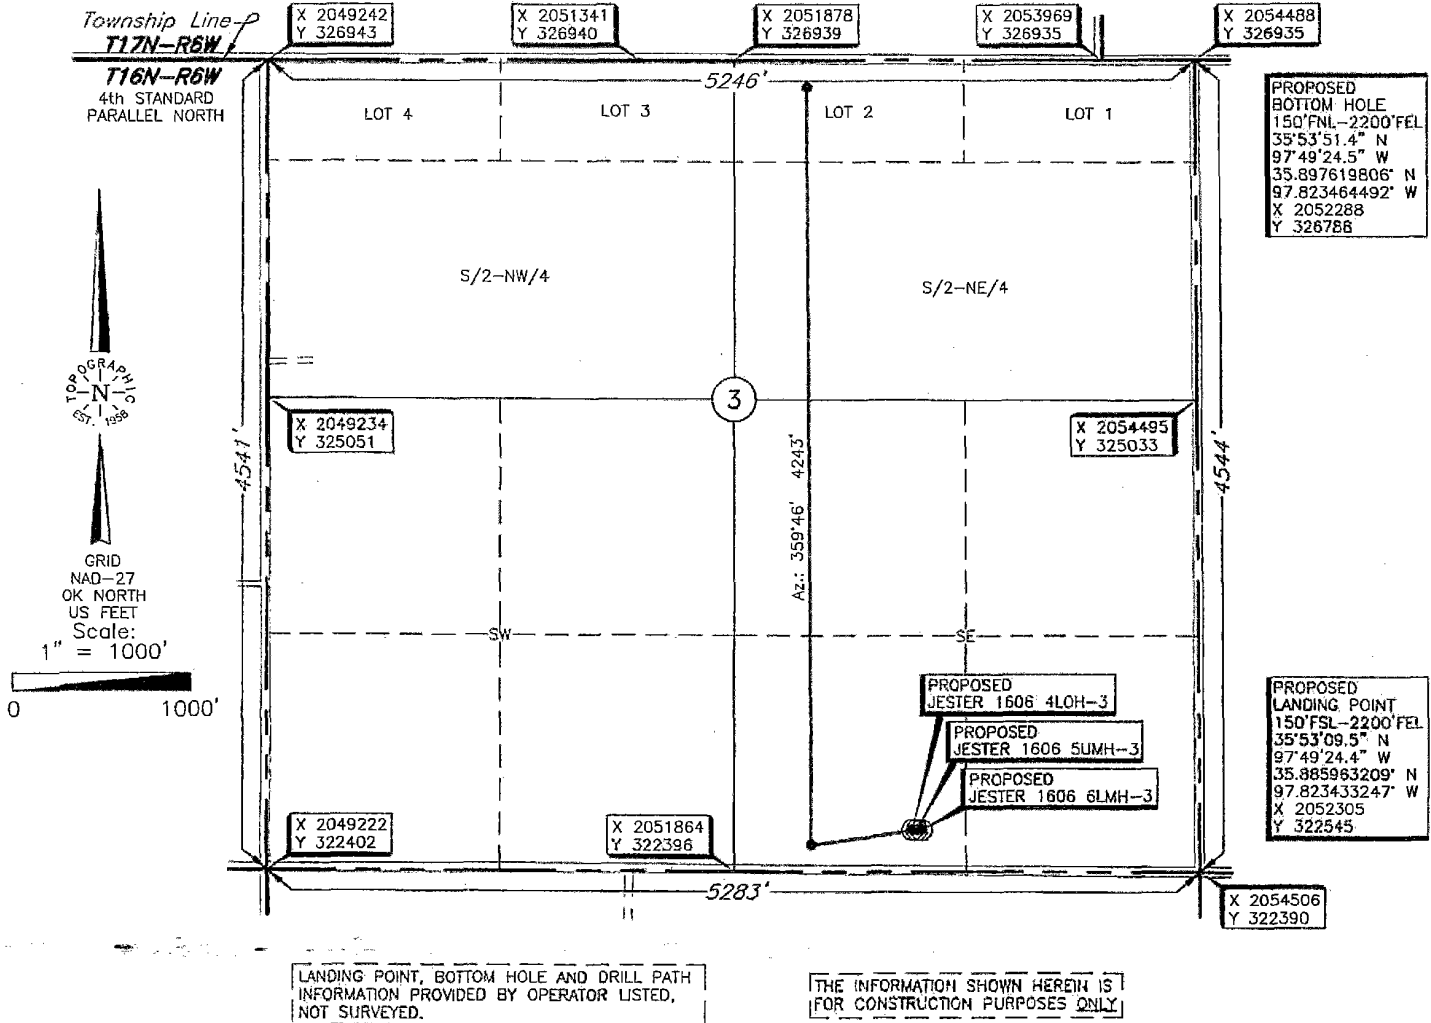 Township Line
T17N-R6W
T16N-R6W
4th STANDARD
PARALLEL NORTH
X 2049242
Y 326943
X 2051341
Y 326940
X 2051878
Y 326939
X 2053969
Y 326935
X 2054488
Y 326935
5246'
LOT 4
LOT 3
LOT 2
LOT 1
PROPOSED
BOTTOM HOLE
150'FNL-2200'FEL
35°53'51.4" N
97°49'24.5" W
35.897619806° N
97.823464492° W
X 2052288
Y 326788
S/2-NW/4
S/2-NE/4
TOPOGRAPHIC
N
EST. 1958
3
X 2049234
Y 325051
X 2054495
Y 325033
4541'
Az.: 359°46' 4243'
4544'
GRID
NAD-27
OK NORTH
US FEET
Scale:
1" = 1000'
0 1000'
SW
SE
PROPOSED
JESTER 1606 4LOH-3
PROPOSED
JESTER 1606 5UMH-3
PROPOSED
JESTER 1606 6LMH-3
PROPOSED
LANDING POINT
150'FSL-2200'FEL
35°53'09.5" N
97°49'24.4" W
35.885963209° N
97.823433247° W
X 2052305
Y 322545
X 2049222
Y 322402
X 2051864
Y 322396
5283'
X 2054506
Y 322390
LANDING POINT, BOTTOM HOLE AND DRILL PATH
INFORMATION PROVIDED BY OPERATOR LISTED,
NOT SURVEYED.
THE INFORMATION SHOWN HEREIN IS
FOR CONSTRUCTION PURPOSES ONLY